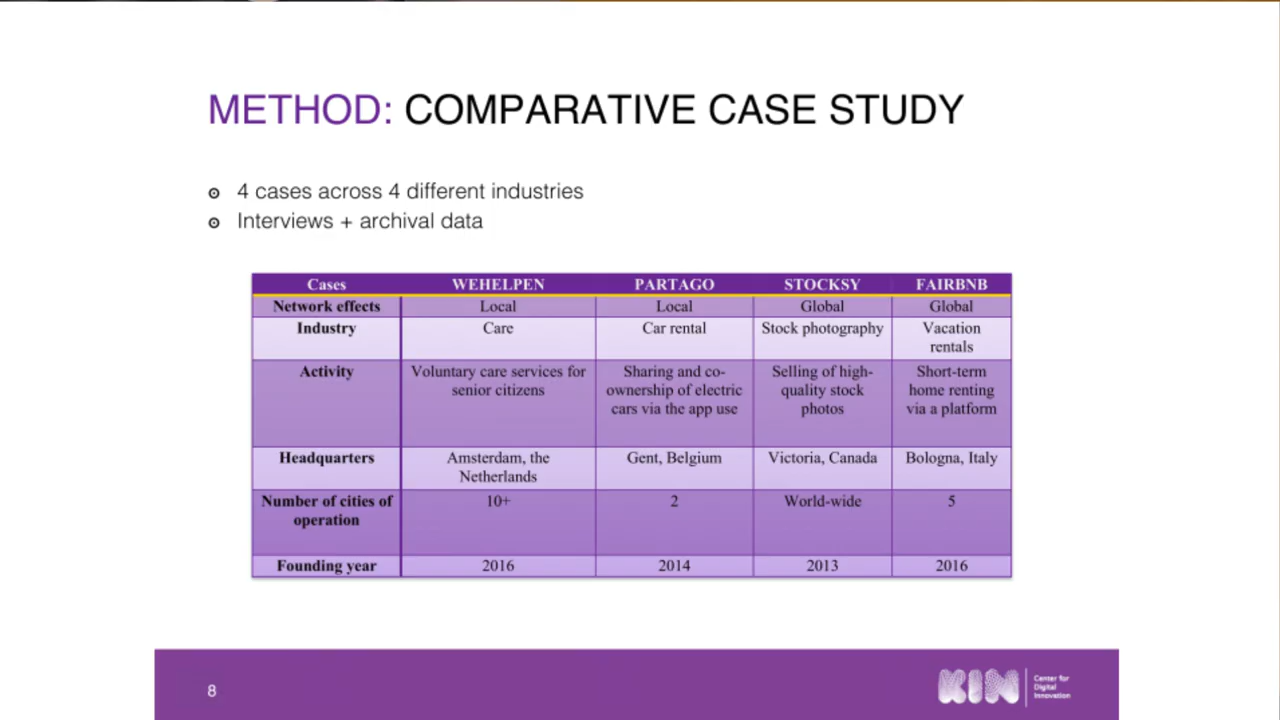 METHOD: COMPARATIVE CASE STUDY
4 cases across 4 different industries
Interviews + archival data
Cases WEHELPEN PARTAGO STOCKSY FAIRBNB
Network effects Local Local Global Global
Industry Care Car rental Stock photography Vacation
rentals
Activity Voluntary care services for Sharing and co- Selling of high- Short-term
senior citizens ownership of electric quality stock home renting
cars via the app use photos via a platform
Headquarters Amsterdam, the Gent, Belgium Victoria, Canada Bologna, Italy
Netherlands
Number of cities of 10+ 2 World-wide 5
operation
Founding year 2016 2014 2013 2016
8
KIN
Center for
Digital
Innovation